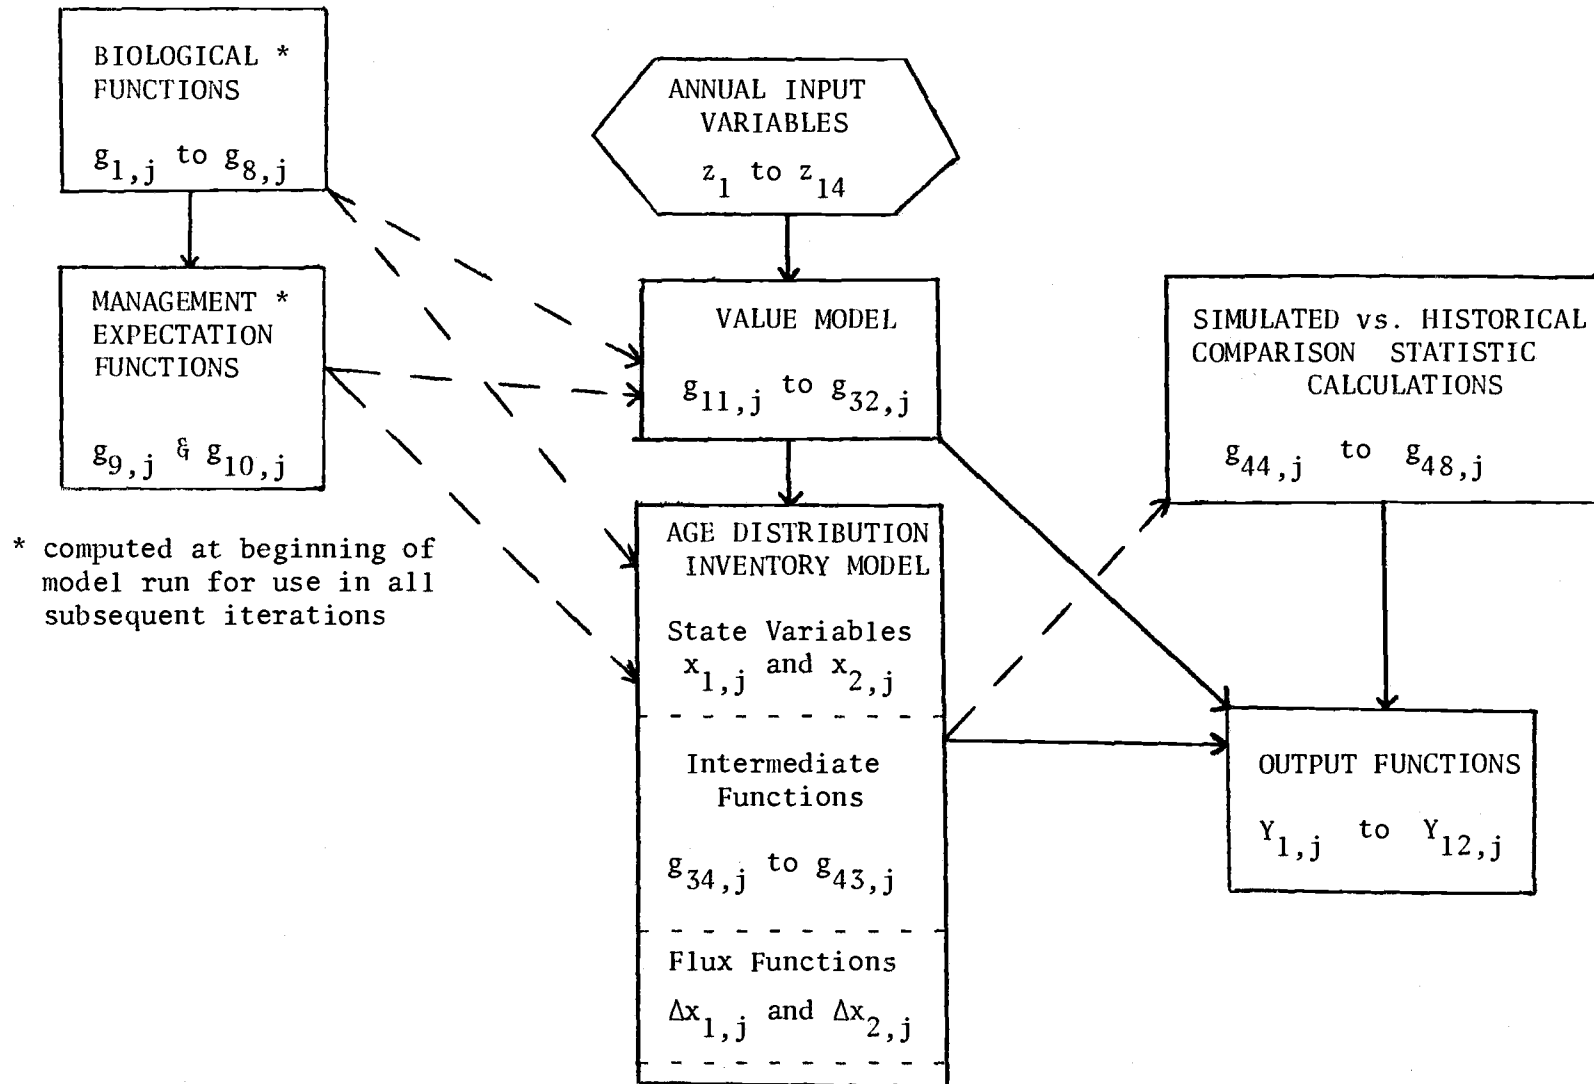 BIOLOGICAL *
FUNCTIONS
g1,j to g8,j
ANNUAL INPUT
VARIABLES
z1 to z14
MANAGEMENT *
EXPECTATION
FUNCTIONS
g9,j & g10,j
VALUE MODEL
g11,j to g32,j
SIMULATED vs. HISTORICAL
COMPARISON STATISTIC
CALCULATIONS
g44,j to g48,j
* computed at beginning of
model run for use in all
subsequent iterations
AGE DISTRIBUTION
INVENTORY MODEL
State Variables
x1,j and x2,j
Intermediate
Functions
g34,j to g43,j
Flux Functions
Δx1,j and Δx2,j
OUTPUT FUNCTIONS
Y1,j to Y12,j